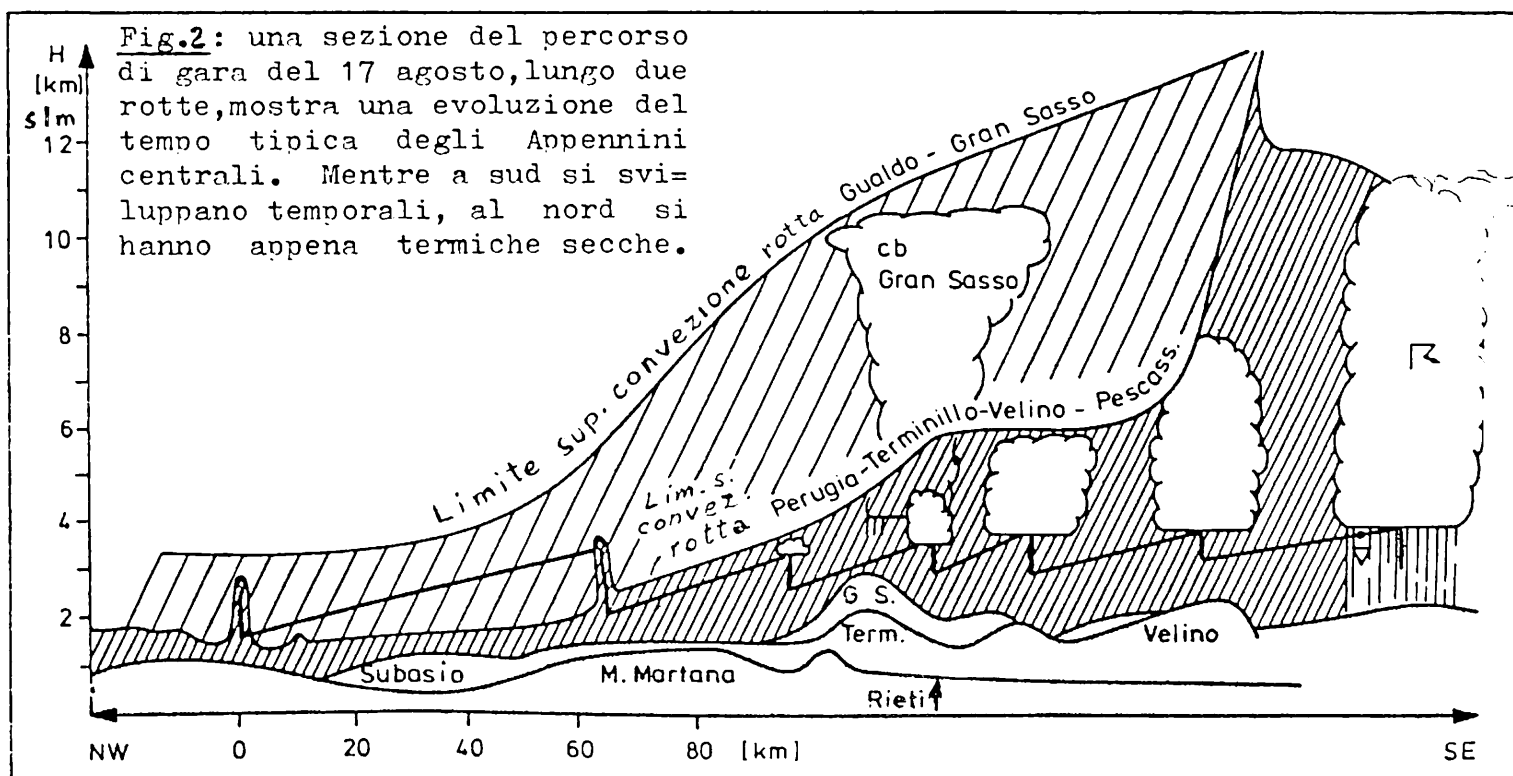 Fig.2: una sezione del percorso
di gara del 17 agosto,lungo due
rotte,mostra una evoluzione del
tempo tipica degli Appennini
centrali. Mentre a sud si svi=
luppano temporali, al nord si
hanno appena termiche secche.
H
[km]
slm
12
10
8
6
4
2
Limite Sup. convezione rotta Gualdo - Gran Sasso
cb
Gran Sasso
Lim. s.
convez.
rotta Perugia-Terminillo-Velino - Pescass.
G S.
Term.
Velino
Subasio
M. Martana
Rieti
NW 0 20 40 60 80 [km] SE